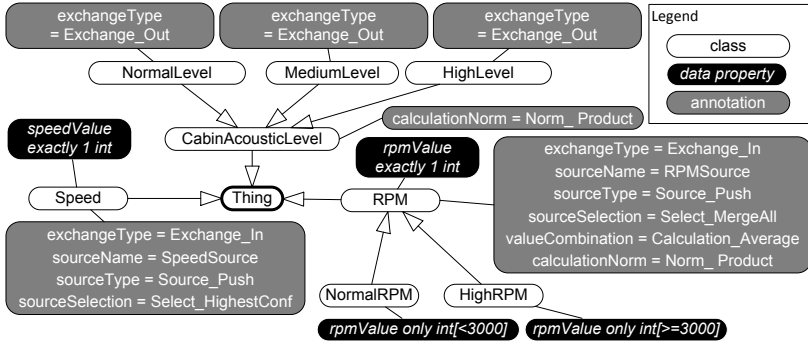 exchangeType
= Exchange_Out
exchangeType
= Exchange_Out
exchangeType
= Exchange_Out
Legend
class
data property
annotation
NormalLevel
MediumLevel
HighLevel
calculationNorm = Norm_ Product
speedValue
exactly 1 int
CabinAcousticLevel
rpmValue
exactly 1 int
Speed
Thing
RPM
exchangeType = Exchange_In
sourceName = RPMSource
sourceType = Source_Push
sourceSelection = Select_MergeAll
valueCombination = Calculation_Average
calculationNorm = Norm_ Product
exchangeType = Exchange_In
sourceName = SpeedSource
sourceType = Source_Push
sourceSelection = Select_HighestConf
NormalRPM
HighRPM
rpmValue only int[<3000]
rpmValue only int[>=3000]